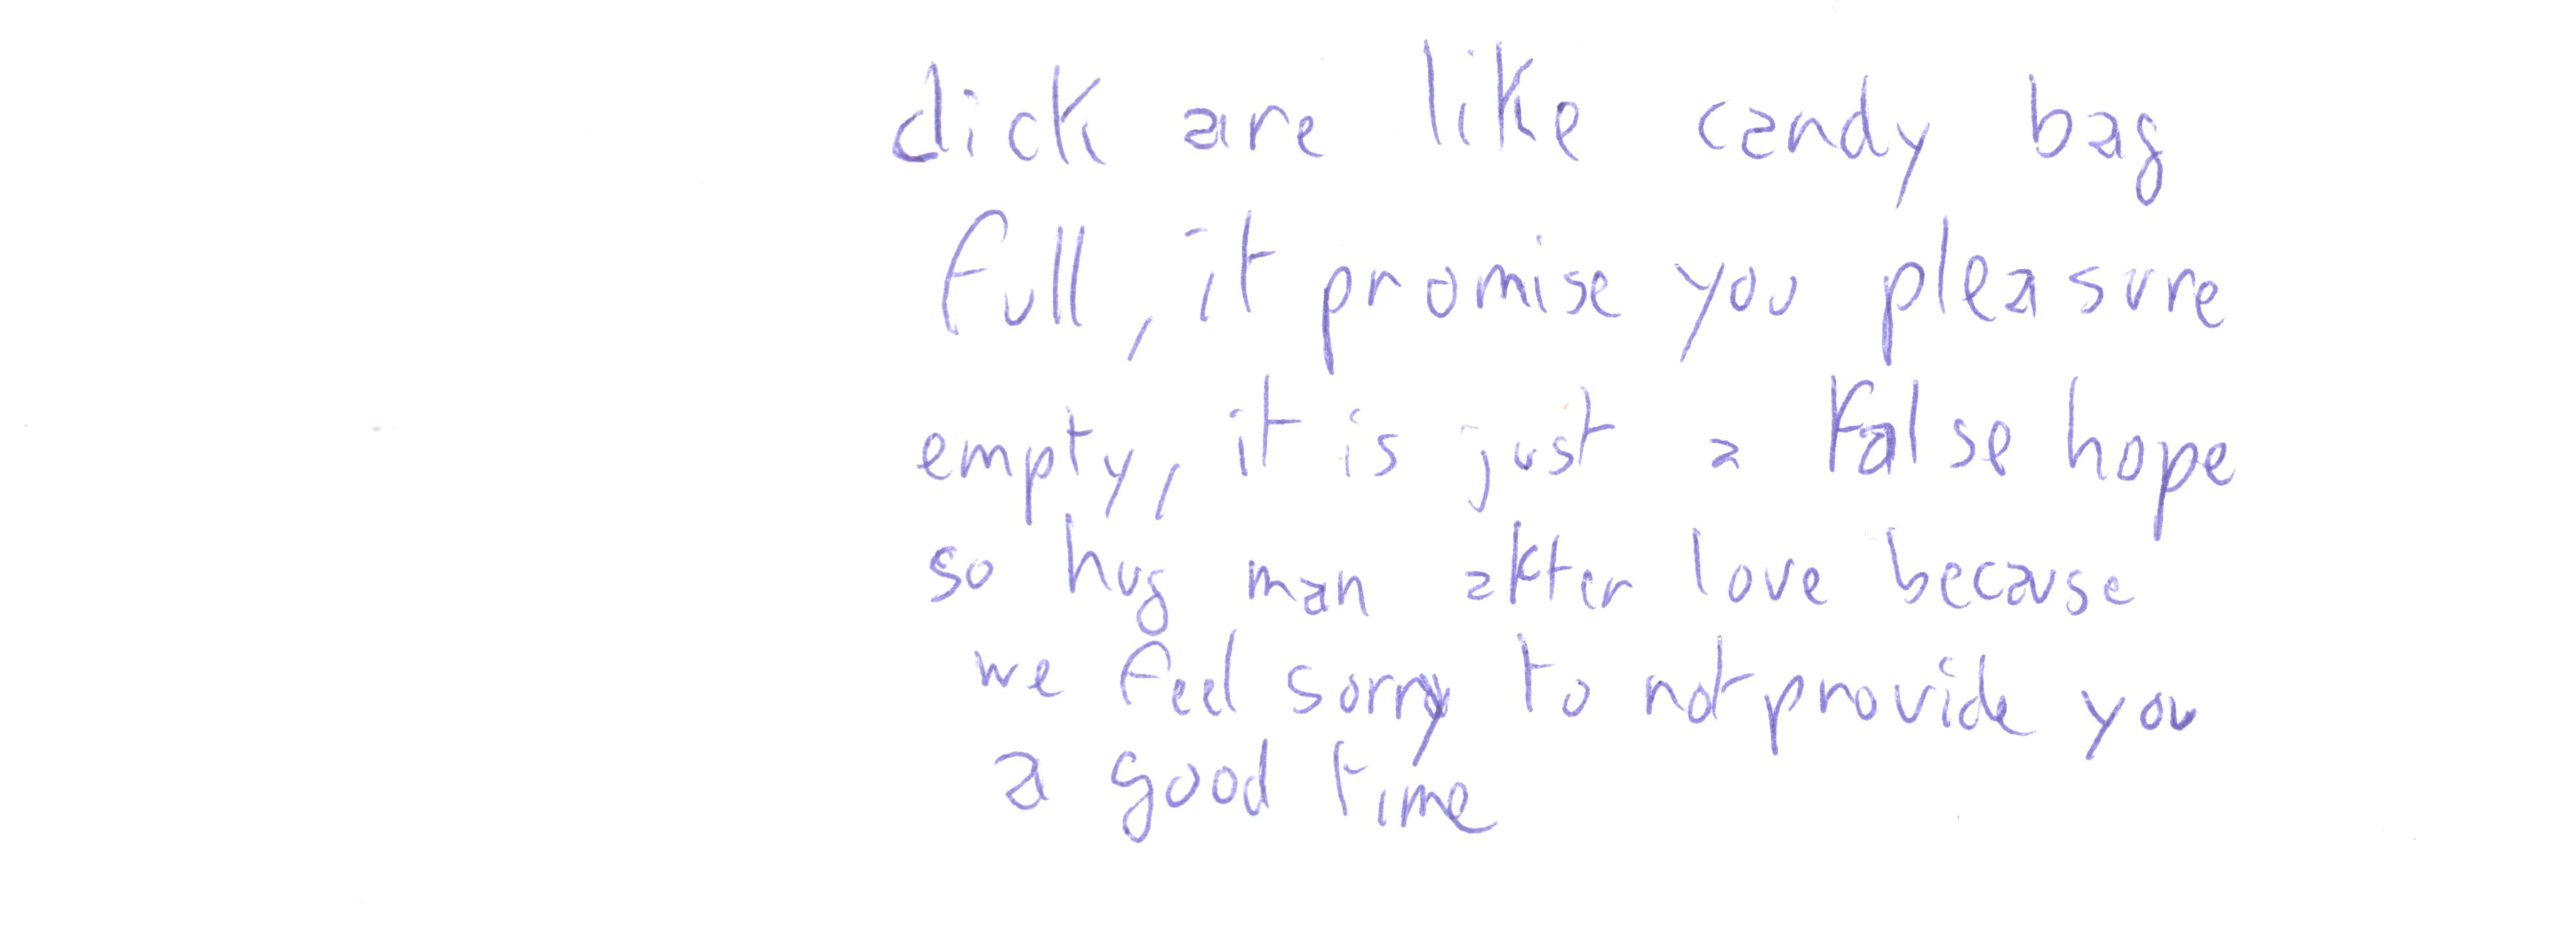 dick are like candy bag
full, it promise you pleasure
empty, it is just a false hope
so hug man after love because
we feel sorry to not provide you
a good time